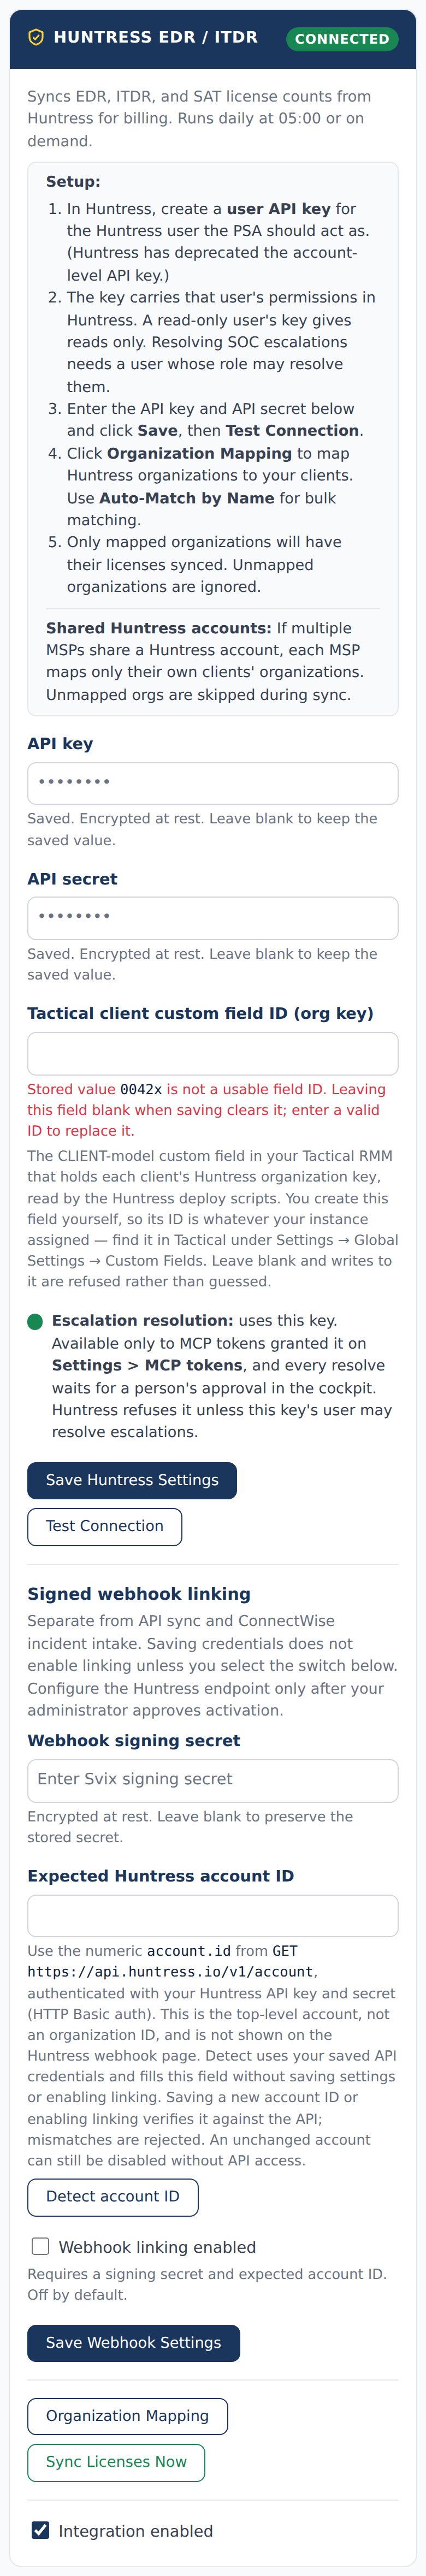 HUNTRESS EDR / ITDR
CONNECTED
Syncs EDR, ITDR, and SAT license counts from
Huntress for billing. Runs daily at 05:00 or on
demand.
Setup:
1. In Huntress, create a user API key for
the Huntress user the PSA should act as.
(Huntress has deprecated the account-
level API key.)
2. The key carries that user's permissions in
Huntress. A read-only user's key gives
reads only. Resolving SOC escalations
needs a user whose role may resolve
them.
3. Enter the API key and API secret below
and click Save, then Test Connection.
4. Click Organization Mapping to map
Huntress organizations to your clients.
Use Auto-Match by Name for bulk
matching.
5. Only mapped organizations will have
their licenses synced. Unmapped
organizations are ignored.
Shared Huntress accounts: If multiple
MSPs share a Huntress account, each MSP
maps only their own clients' organizations.
Unmapped orgs are skipped during sync.
API key
••••••••
Saved. Encrypted at rest. Leave blank to keep the
saved value.
API secret
••••••••
Saved. Encrypted at rest. Leave blank to keep the
saved value.
Tactical client custom field ID (org key)
Stored value 0042x is not a usable field ID. Leaving
this field blank when saving clears it; enter a valid
ID to replace it.
The CLIENT-model custom field in your Tactical RMM
that holds each client's Huntress organization key,
read by the Huntress deploy scripts. You create this
field yourself, so its ID is whatever your instance
assigned — find it in Tactical under Settings → Global
Settings → Custom Fields. Leave blank and writes to
it are refused rather than guessed.
Escalation resolution: uses this key.
Available only to MCP tokens granted it on
Settings > MCP tokens, and every resolve
waits for a person's approval in the cockpit.
Huntress refuses it unless this key's user may
resolve escalations.
Save Huntress Settings
Test Connection
Signed webhook linking
Separate from API sync and ConnectWise
incident intake. Saving credentials does not
enable linking unless you select the switch below.
Configure the Huntress endpoint only after your
administrator approves activation.
Webhook signing secret
Enter Svix signing secret
Encrypted at rest. Leave blank to preserve the
stored secret.
Expected Huntress account ID
Use the numeric account.id from GET
https://api.huntress.io/v1/account,
authenticated with your Huntress API key and secret
(HTTP Basic auth). This is the top-level account, not
an organization ID, and is not shown on the
Huntress webhook page. Detect uses your saved API
credentials and fills this field without saving settings
or enabling linking. Saving a new account ID or
enabling linking verifies it against the API;
mismatches are rejected. An unchanged account
can still be disabled without API access.
Detect account ID
Webhook linking enabled
Requires a signing secret and expected account ID.
Off by default.
Save Webhook Settings
Organization Mapping
Sync Licenses Now
Integration enabled